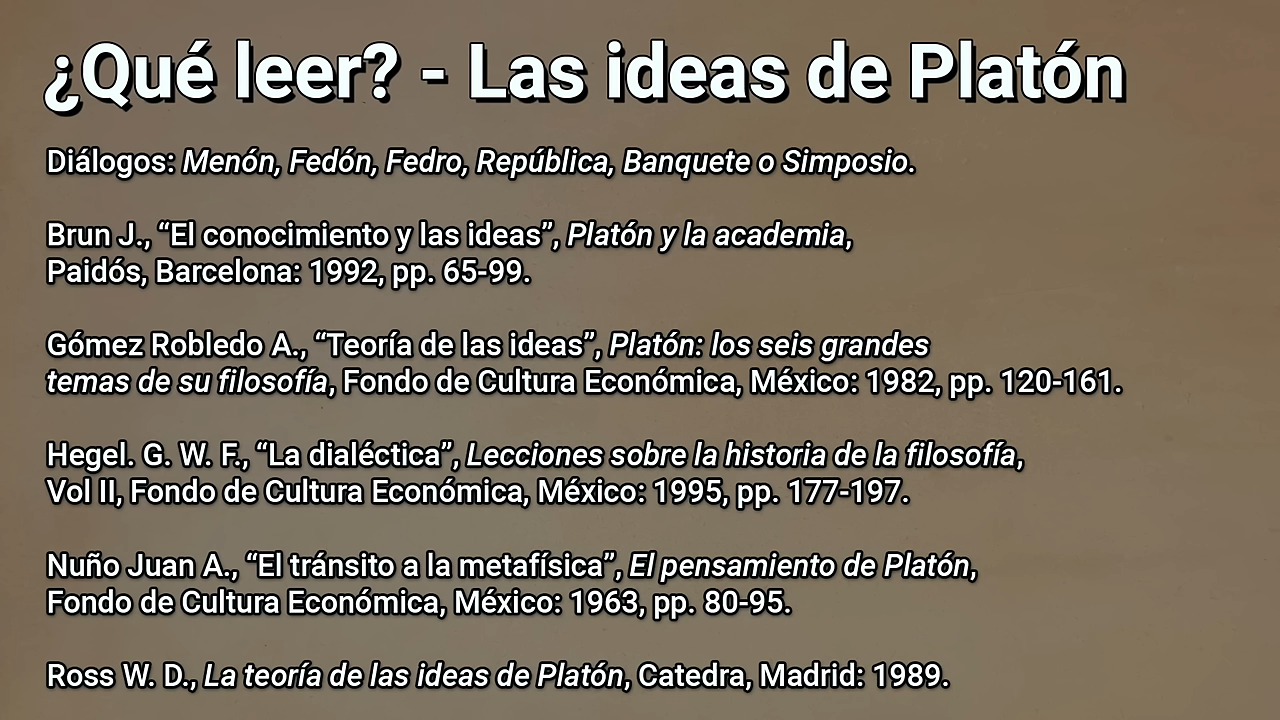 ¿Qué leer? - Las ideas de Platón
Diálogos: Menón, Fedón, Fedro, República, Banquete o Simposio.
Brun J., “El conocimiento y las ideas”, Platón y la academia,
Paidós, Barcelona: 1992, pp. 65-99.
Gómez Robledo A., “Teoría de las ideas”, Platón: los seis grandes
temas de su filosofía, Fondo de Cultura Económica, México: 1982, pp. 120-161.
Hegel. G. W. F., “La dialéctica”, Lecciones sobre la historia de la filosofía,
Vol II, Fondo de Cultura Económica, México: 1995, pp. 177-197.
Nuño Juan A., “El tránsito a la metafísica”, El pensamiento de Platón,
Fondo de Cultura Económica, México: 1963, pp. 80-95.
Ross W. D., La teoría de las ideas de Platón, Catedra, Madrid: 1989.